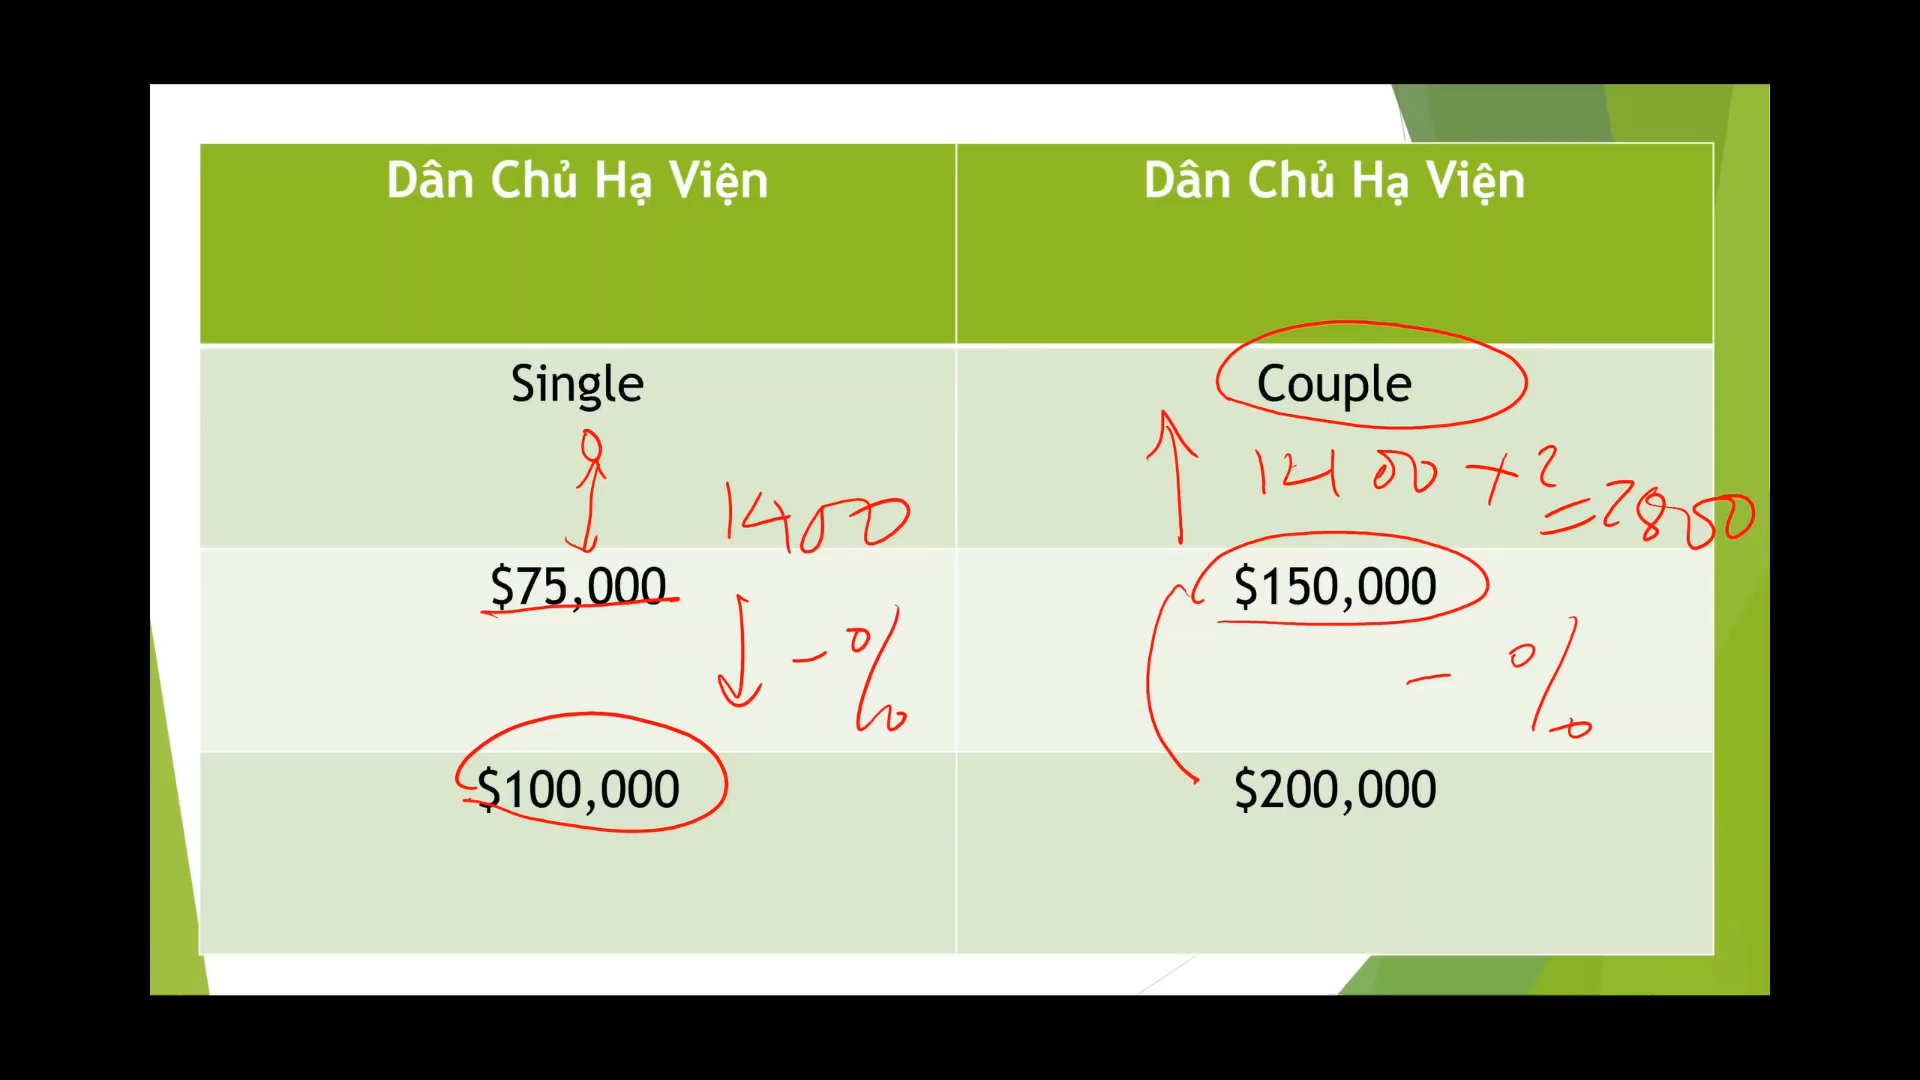 Dân Chủ Hạ Viện
Dân Chủ Hạ Viện
Single
Couple
1400
1400 + 2
= 2800
$75,000
$150,000
- %
- %
$100,000
$200,000